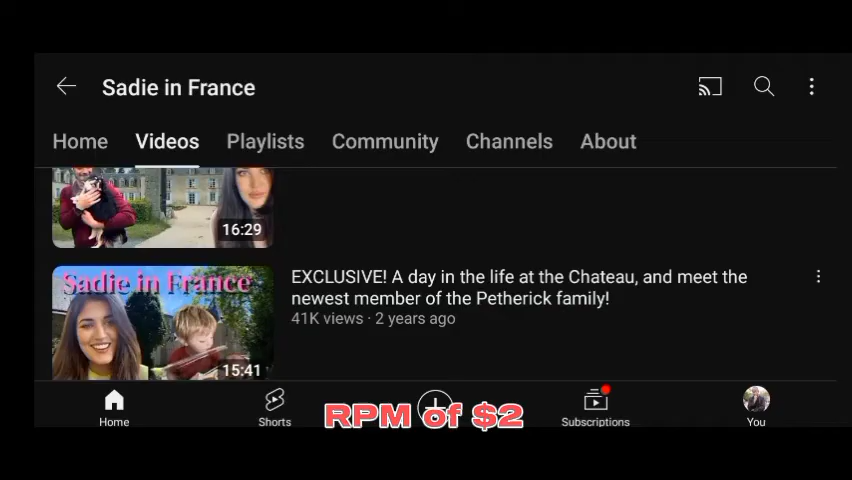 Sadie in France
Home Videos Playlists Community Channels About
16:29
Sadie in France
15:41
EXCLUSIVE! A day in the life at the Chateau, and meet the
newest member of the Petherick family!
41K views · 2 years ago
RPM of $2
Home Shorts Subscriptions You